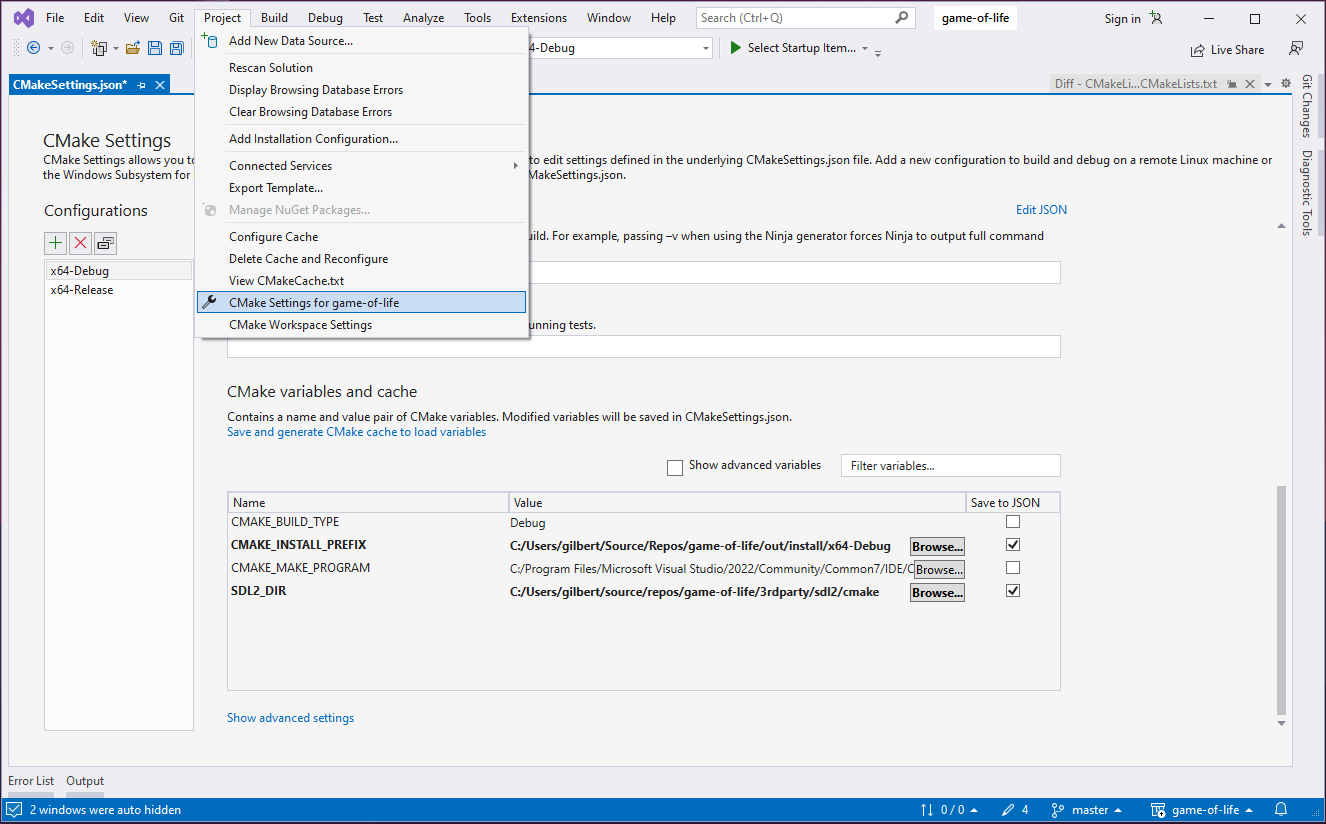 File Edit View Git Project Build Debug Test Analyze Tools Extensions Window Help Search (Ctrl+Q) game-of-life Sign in
4-Debug Select Startup Item... Live Share
CMakeSettings.json* Diff - CMakeLi...CMakeLists.txt
Git Changes
Diagnostic Tools
Add New Data Source...
Rescan Solution
Display Browsing Database Errors
Clear Browsing Database Errors
Add Installation Configuration...
Connected Services
Export Template...
Manage NuGet Packages...
Configure Cache
Delete Cache and Reconfigure
View CMakeCache.txt
CMake Settings for game-of-life
CMake Workspace Settings
CMake Settings
CMake Settings allows you to to edit settings defined in the underlying CMakeSettings.json file. Add a new configuration to build and debug on a remote Linux machine or
the Windows Subsystem for MakeSettings.json.
Configurations
x64-Debug
x64-Release
Edit JSON
uild. For example, passing –v when using the Ninja generator forces Ninja to output full command
unning tests.
CMake variables and cache
Contains a name and value pair of CMake variables. Modified variables will be saved in CMakeSettings.json.
Save and generate CMake cache to load variables
Show advanced variables Filter variables...
Name Value Save to JSON
CMAKE_BUILD_TYPE Debug
CMAKE_INSTALL_PREFIX C:/Users/gilbert/Source/Repos/game-of-life/out/install/x64-Debug Browse...
CMAKE_MAKE_PROGRAM C:/Program Files/Microsoft Visual Studio/2022/Community/Common7/IDE/C Browse...
SDL2_DIR C:/Users/gilbert/source/repos/game-of-life/3rdparty/sdl2/cmake Browse...
Show advanced settings
Error List Output
2 windows were auto hidden 0 / 0 4 master game-of-life